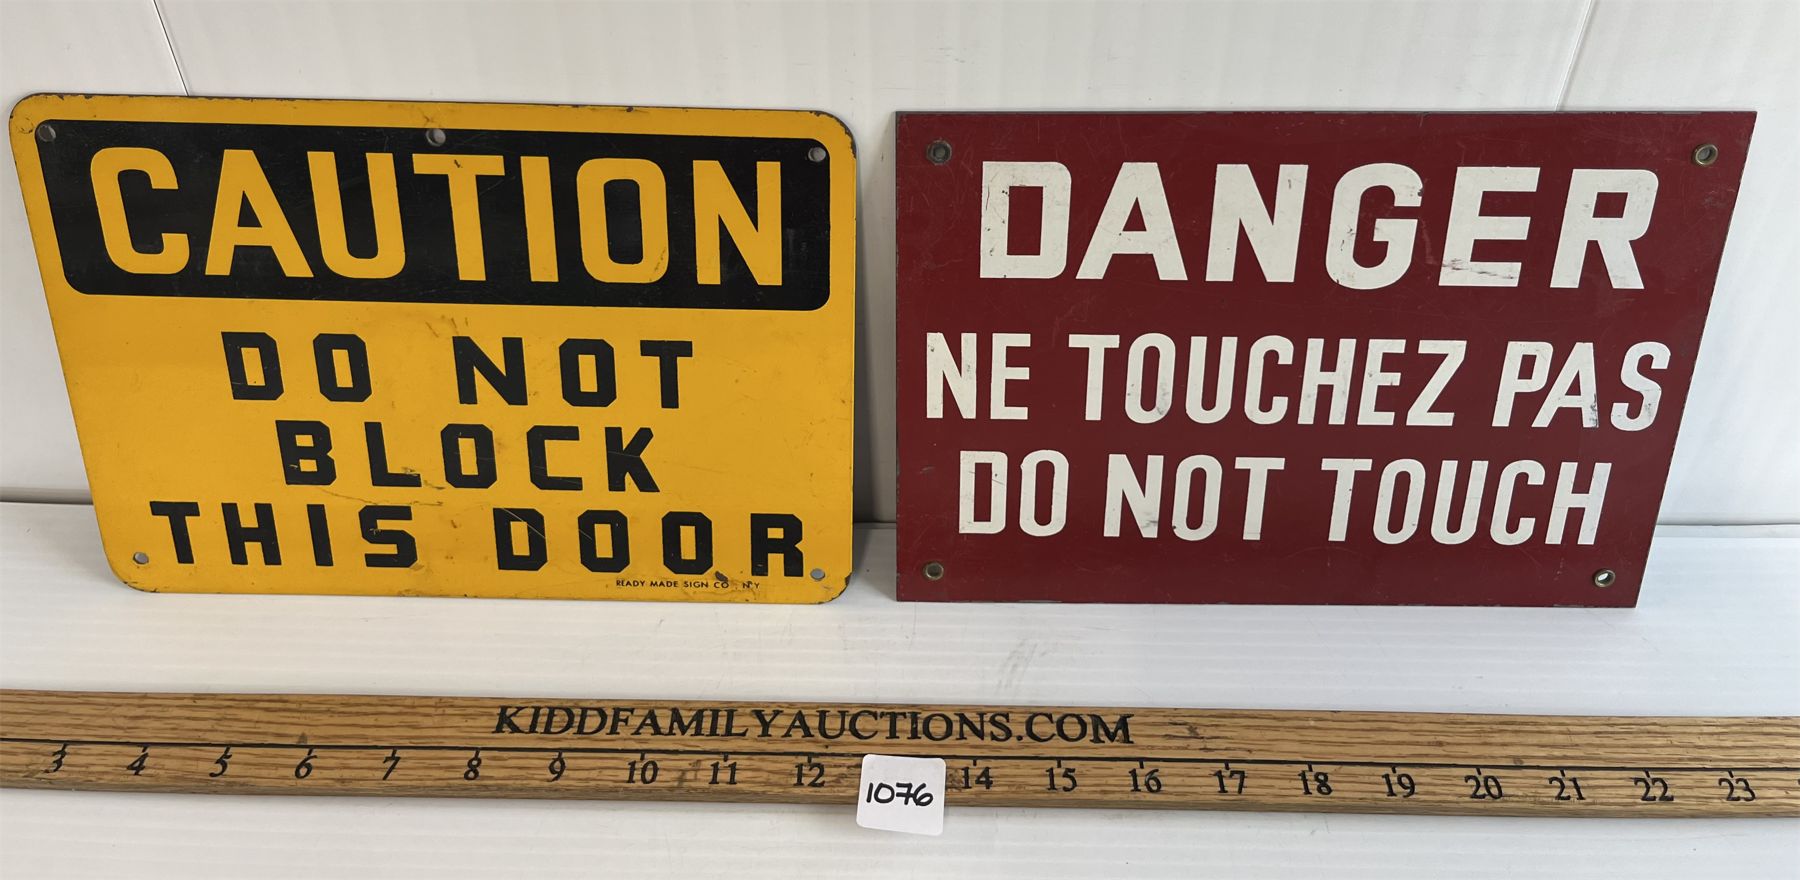 CAUTION
DO NOT
BLOCK
THIS DOOR
READY MADE SIGN CO. N.Y
DANGER
NE TOUCHEZ PAS
DO NOT TOUCH
KIDDFAMILYAUCTIONS.COM
3 4 5 6 7 8 9 10 11 12 14 15 16 17 18 19 20 21 22 23
1076